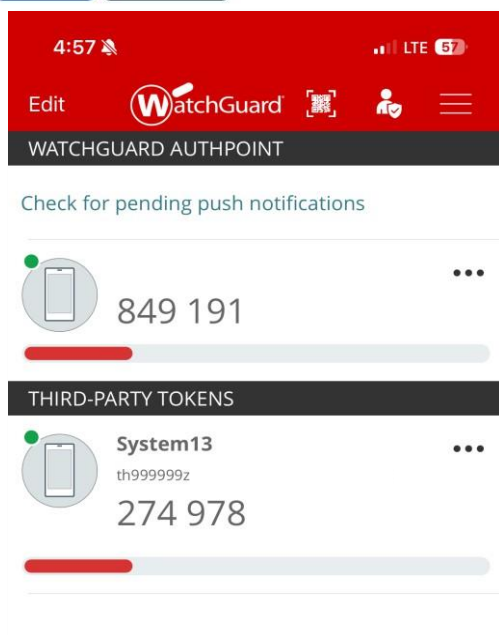 4:57 LTE 57
Edit WatchGuard
WATCHGUARD AUTHPOINT
Check for pending push notifications
849 191
THIRD-PARTY TOKENS
System13
th999999z
274 978